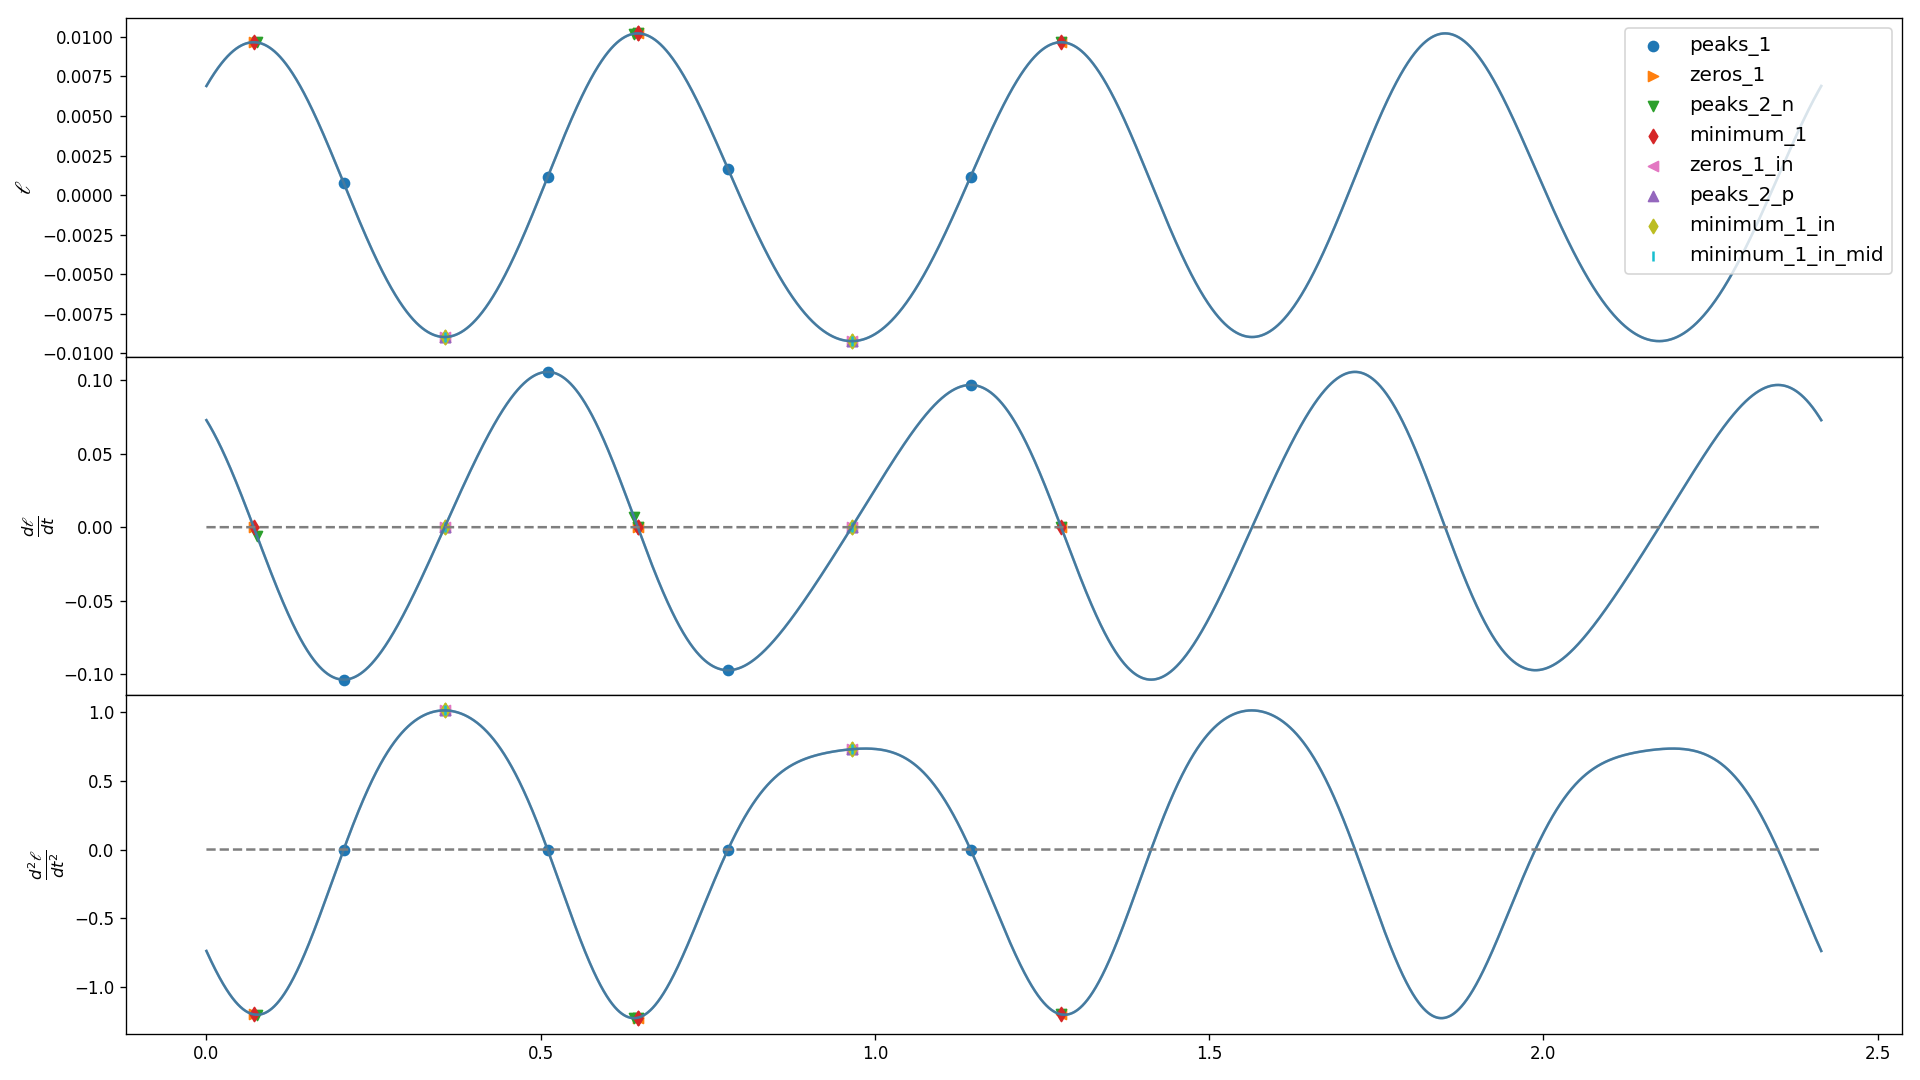 0.0100
0.0075
0.0050
0.0025
0.0000
−0.0025
−0.0050
−0.0075
−0.0100
ℓ
peaks_1
zeros_1
peaks_2_n
minimum_1
zeros_1_in
peaks_2_p
minimum_1_in
minimum_1_in_mid
0.10
0.05
0.00
−0.05
−0.10
dℓ
dt
1.0
0.5
0.0
−0.5
−1.0
d²ℓ
dt²
0.0 0.5 1.0 1.5 2.0 2.5